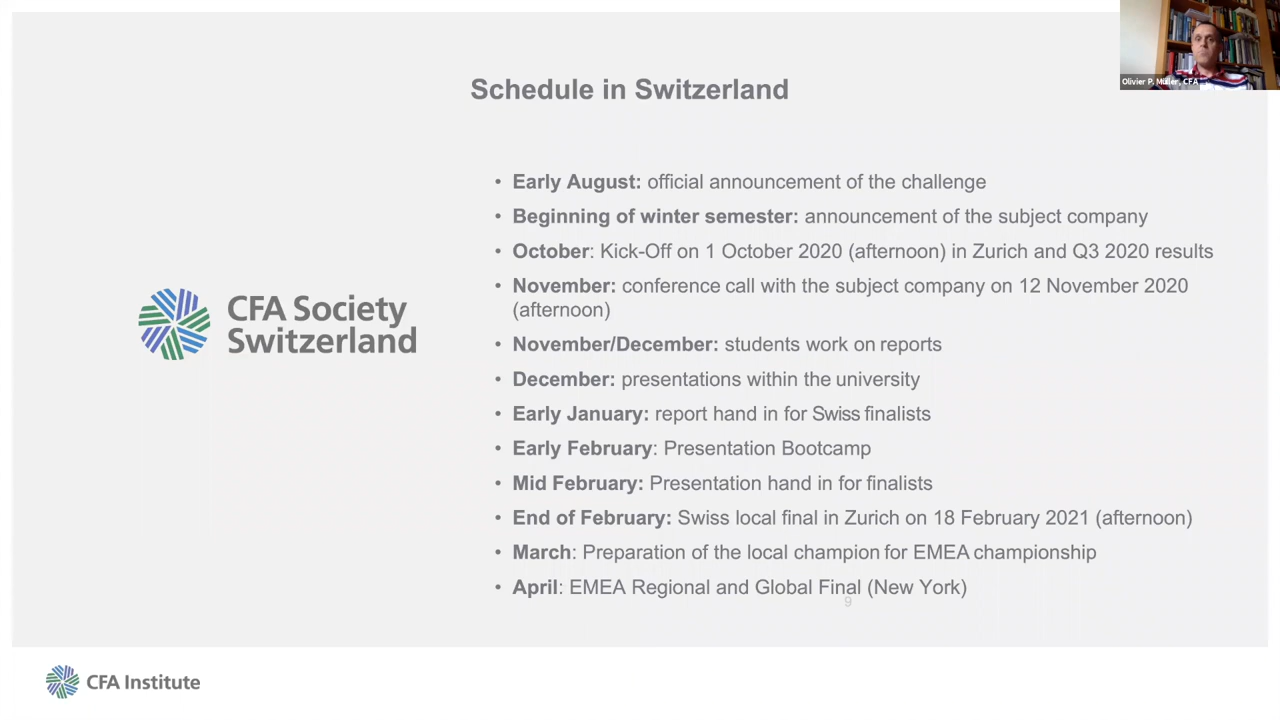 Schedule in Switzerland
Olivier P. Müller, CFA
• Early August: official announcement of the challenge
• Beginning of winter semester: announcement of the subject company
• October: Kick-Off on 1 October 2020 (afternoon) in Zurich and Q3 2020 results
• November: conference call with the subject company on 12 November 2020
(afternoon)
• November/December: students work on reports
• December: presentations within the university
• Early January: report hand in for Swiss finalists
• Early February: Presentation Bootcamp
• Mid February: Presentation hand in for finalists
• End of February: Swiss local final in Zurich on 18 February 2021 (afternoon)
• March: Preparation of the local champion for EMEA championship
• April: EMEA Regional and Global Final (New York)
9
CFA Society
Switzerland
CFA Institute